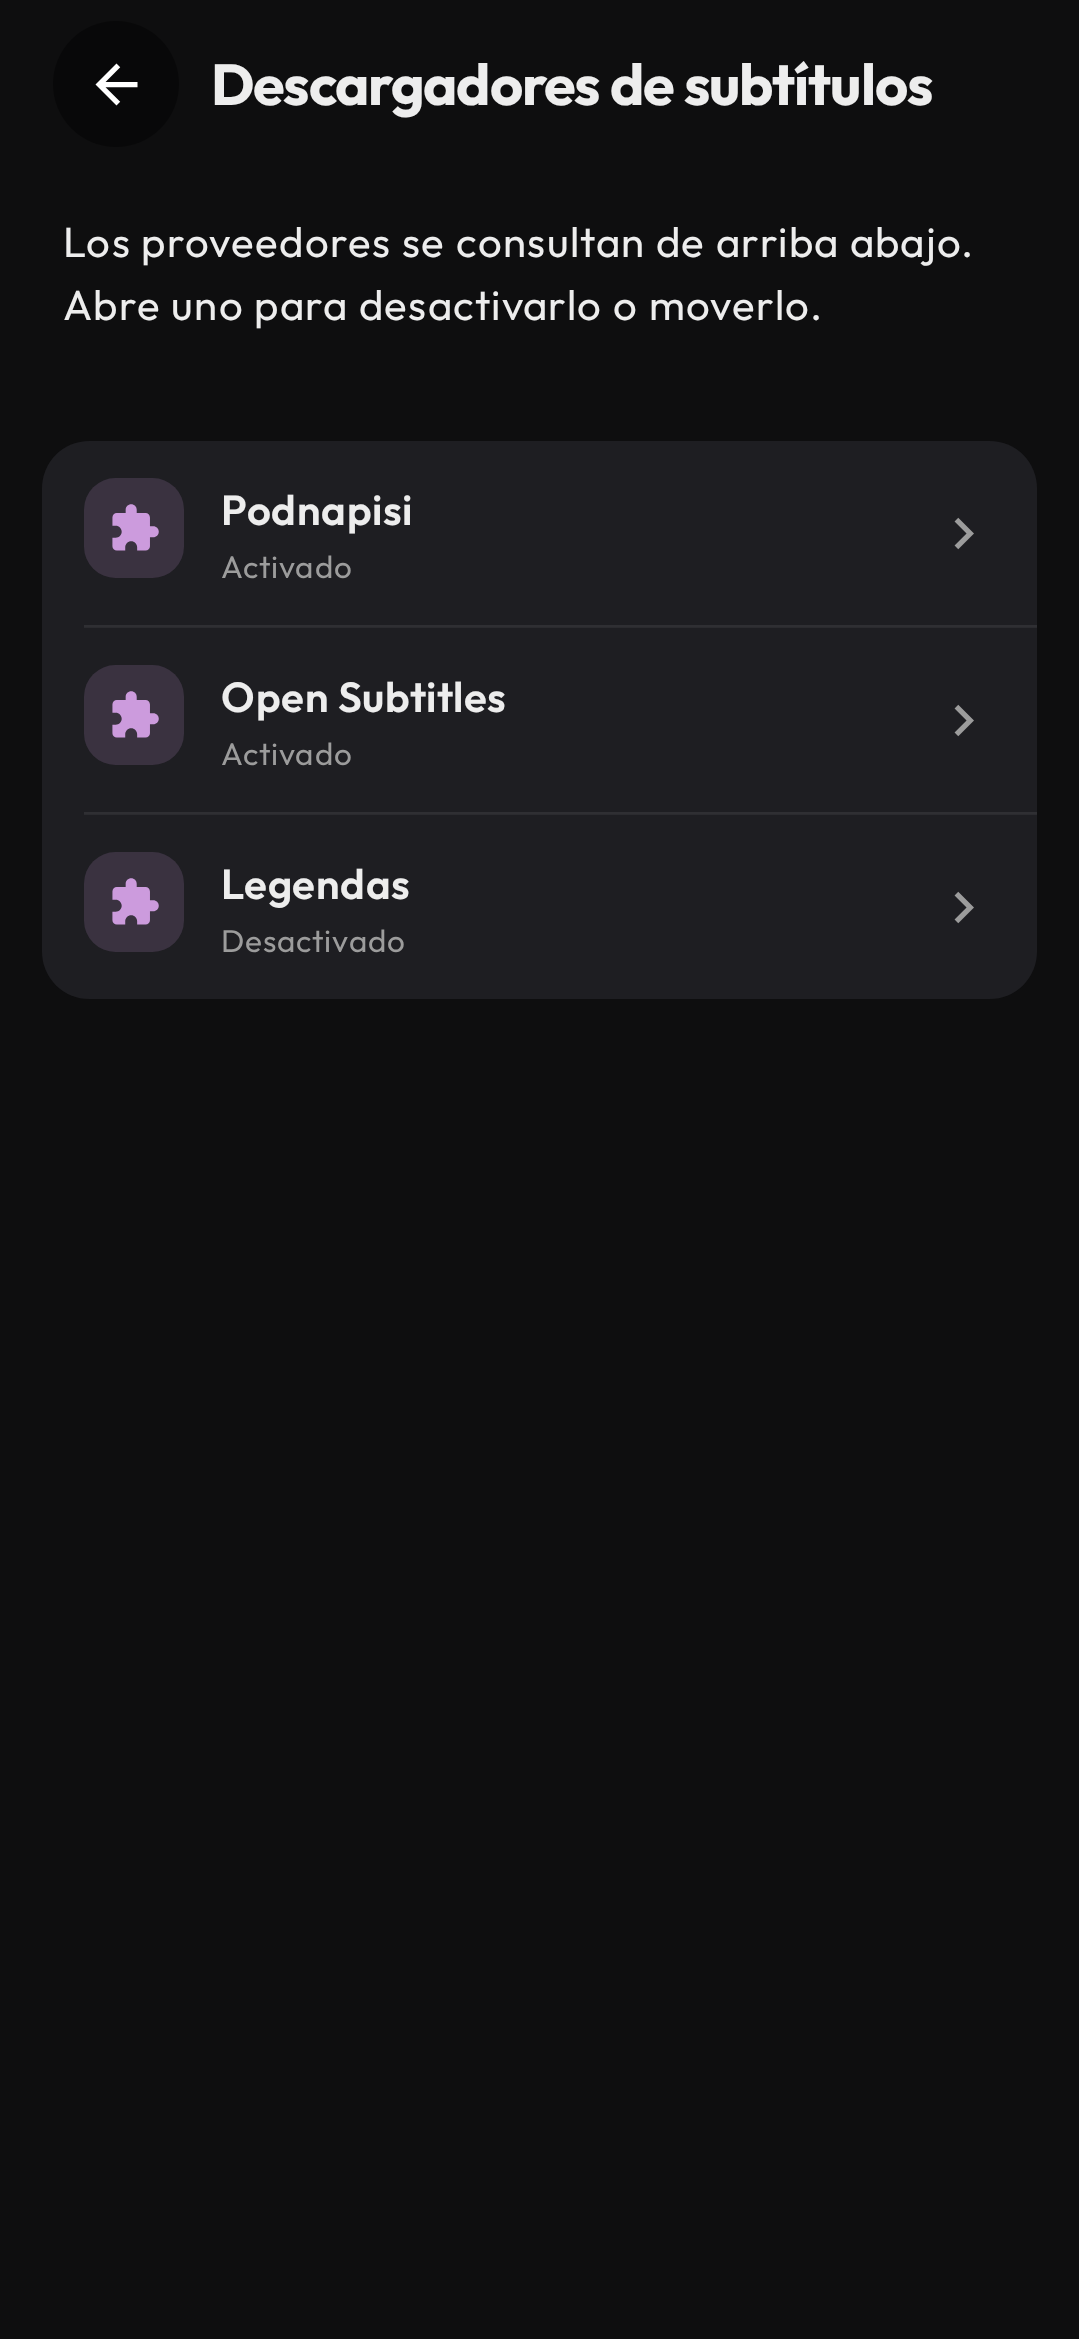 Descargadores de subtítulos
Los proveedores se consultan de arriba abajo.
Abre uno para desactivarlo o moverlo.
Podnapisi
Activado
Open Subtitles
Activado
Legendas
Desactivado